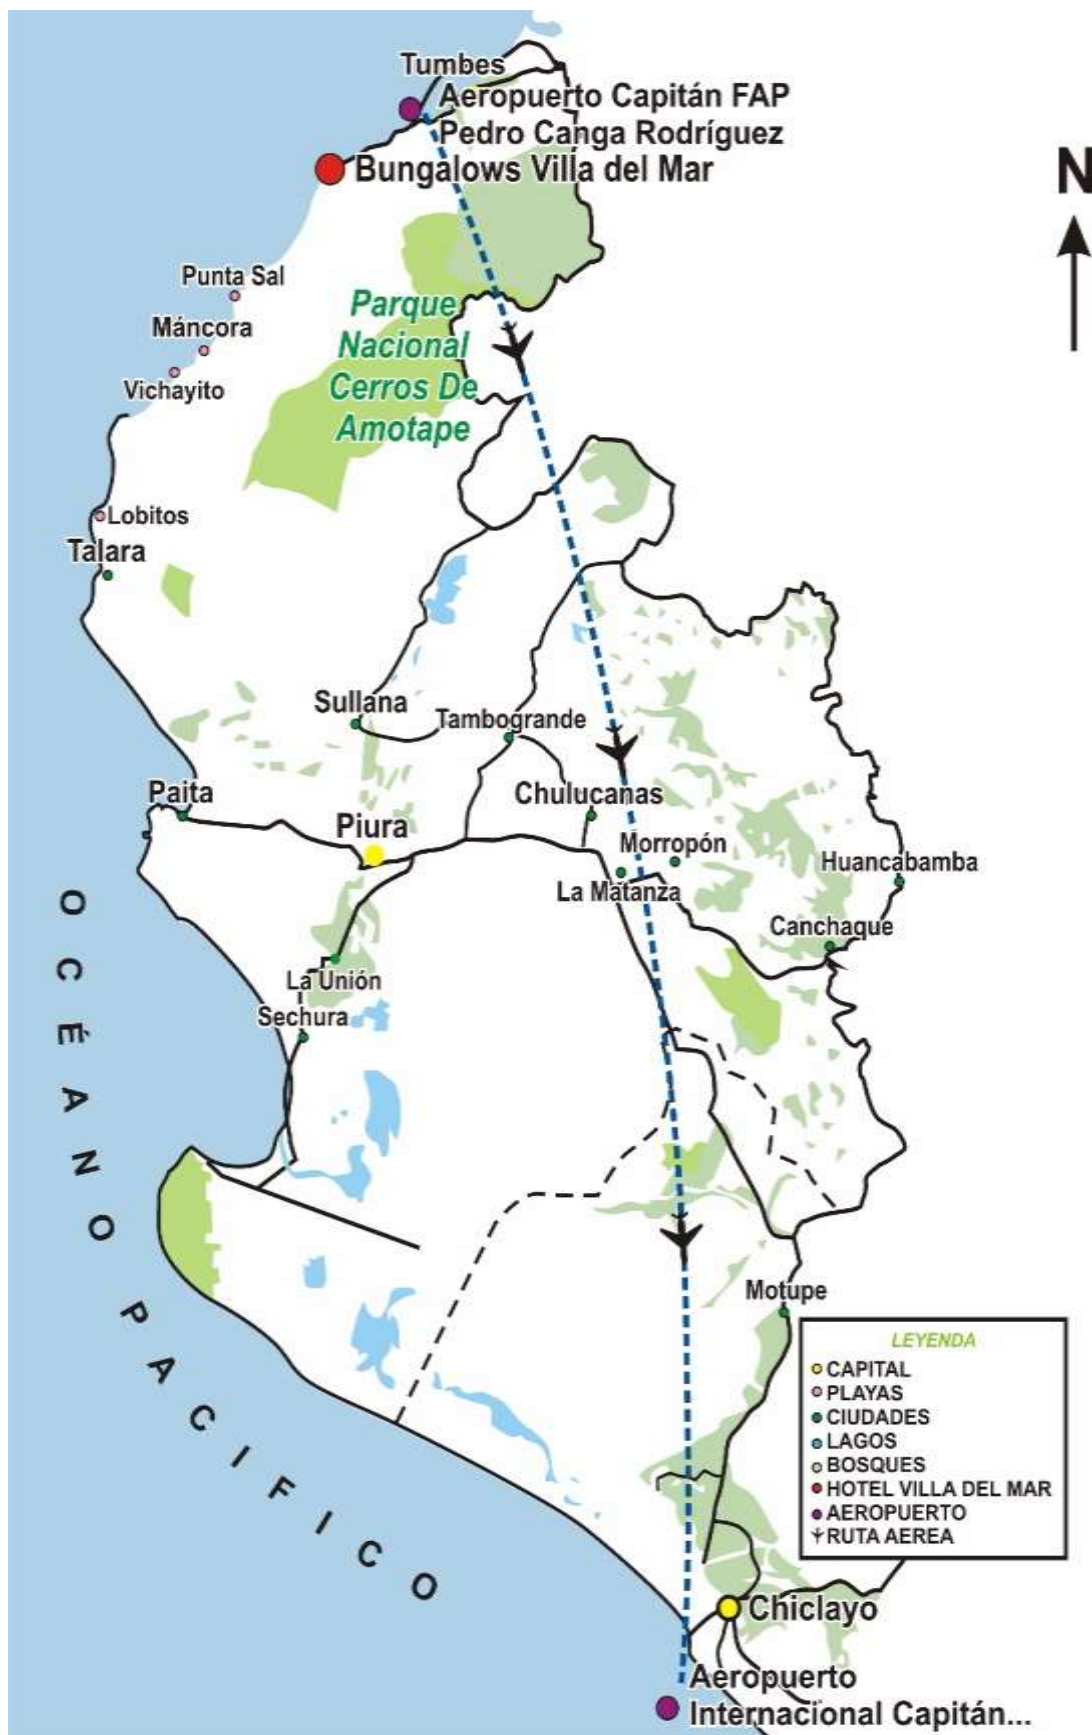 Tumbes
Aeropuerto Capitán FAP
Pedro Canga Rodríguez
Bungalows Villa del Mar
N
Punta Sal
Parque
Nacional
Cerros De
Amotape
Máncora
Vichayito
Lobitos
Talara
Sullana
Tambogrande
Paita
Chulucanas
Piura
Morropón
La Matanza
Huancabamba
Canchaque
La Unión
Sechura
OCÉANO PACIFICO
Motupe
LEYENDA
CAPITAL
PLAYAS
CIUDADES
LAGOS
BOSQUES
HOTEL VILLA DEL MAR
AEROPUERTO
RUTA AEREA
Chiclayo
Aeropuerto
Internacional Capitán...